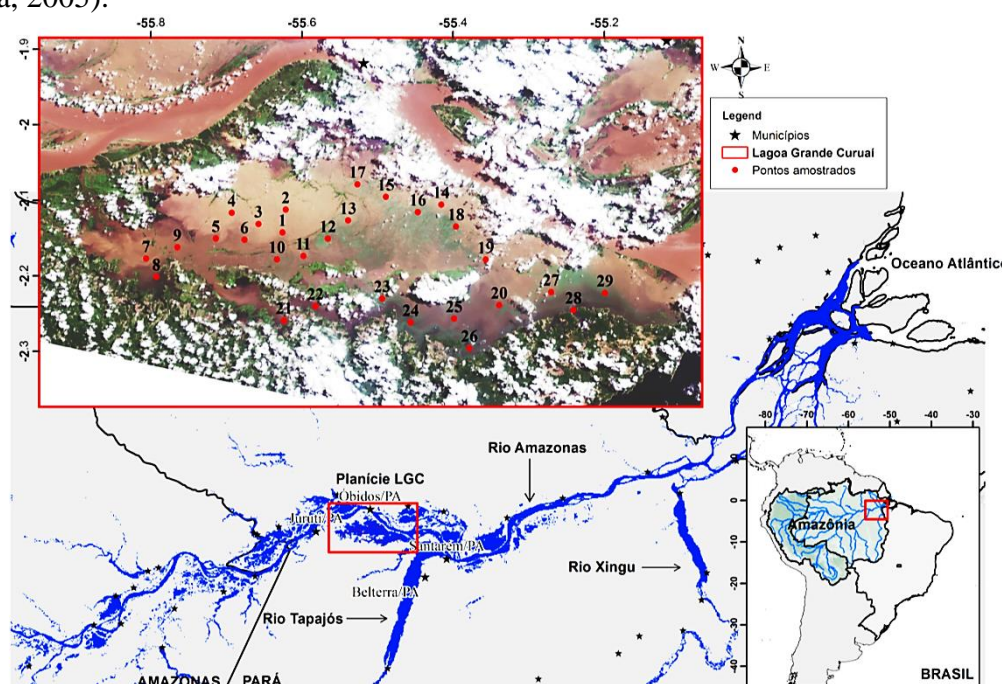 a, 2005).
-55.8 -55.6 -55.4 -55.2
-1.9
-2
-2.1
-2.2
-2.3
17
15
14
16
4
2
3
13
18
1
5
6
12
9
10
11
19
7
8
27
29
23
22
20
28
21
24
25
26
N
W E
S
Legend
Municípios
Lagoa Grande Curuai
Pontos amostrados
Oceano Atlântico
Rio Amazonas
Planície LGC
Óbidos/PA
Juruti/PA
Santarém/PA
Belterra/PA
Rio Xingu
Rio Tapajós
AMAZONAS PARÁ
-80 -70 -60 -50 -40 -30
0
-10
-20
-30
-40
Amazônia
BRASIL